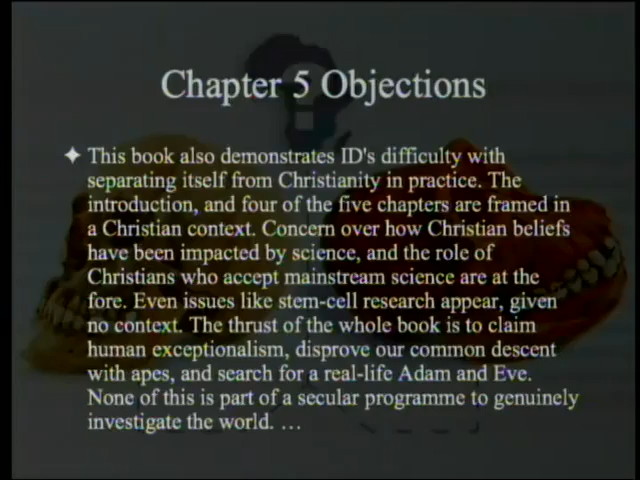 Chapter 5 Objections
✦ This book also demonstrates ID's difficulty with
separating itself from Christianity in practice. The
introduction, and four of the five chapters are framed in
a Christian context. Concern over how Christian beliefs
have been impacted by science, and the role of
Christians who accept mainstream science are at the
fore. Even issues like stem-cell research appear, given
no context. The thrust of the whole book is to claim
human exceptionalism, disprove our common descent
with apes, and search for a real-life Adam and Eve.
None of this is part of a secular programme to genuinely
investigate the world. …